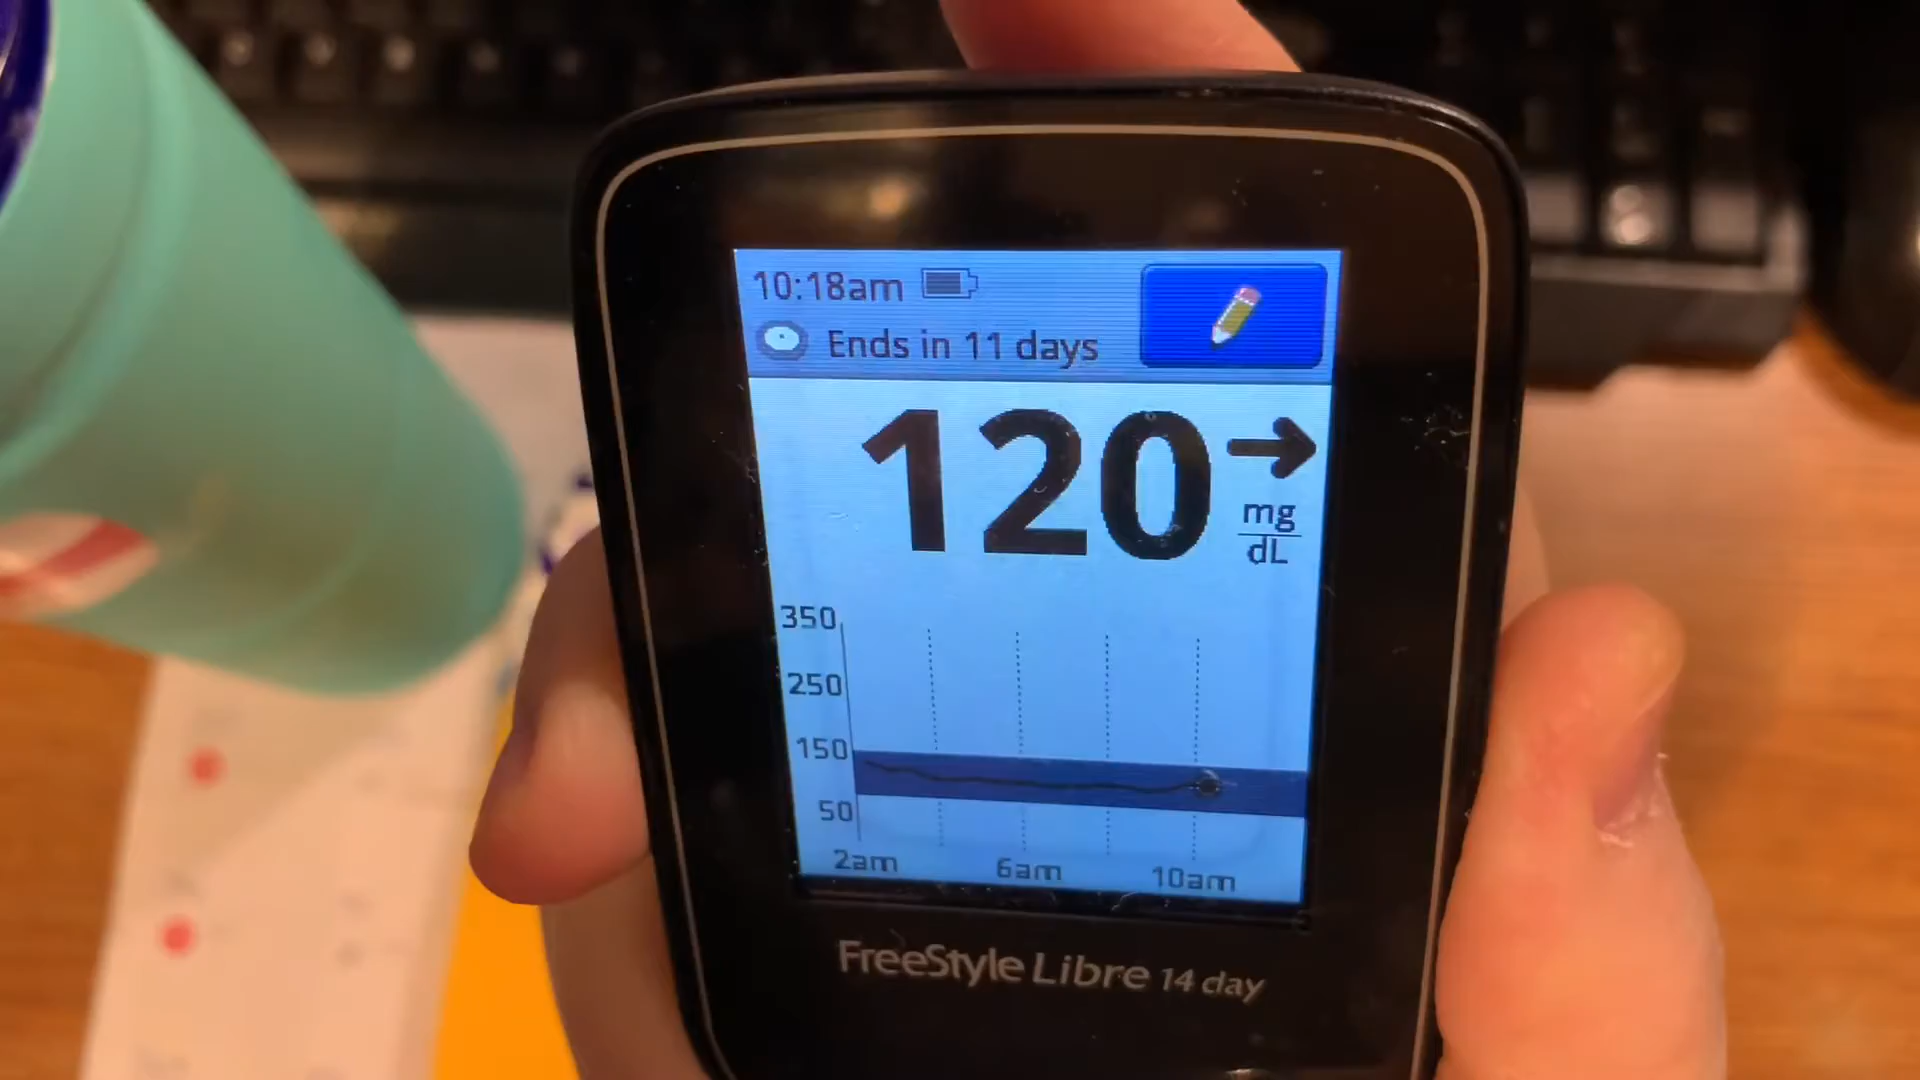 10:18am
Ends in 11 days
120
mg
dL
350
250
150
50
2am 6am 10am
FreeStyle Libre 14 day